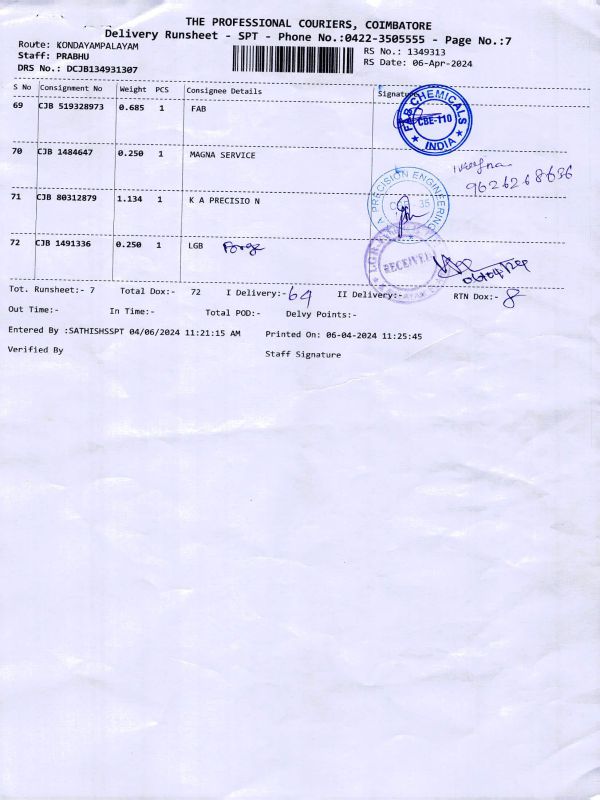 THE PROFESSIONAL COURIERS, COIMBATORE
Delivery Runsheet - SPT - Phone No.:0422-3505555 - Page No.:7
Route: KONDAYAMPALAYAM
Staff: PRABHU
DRS No.: DCJB134931307
RS No.: 1349313
RS Date: 06-Apr-2024
S No Consignment No Weight PCS Consignee Details Signature
69 CJB 519328973 0.685 1 FAB
FAB CHEMICALS
CBE-110
INDIA
70 CJB 1484647 0.250 1 MAGNA SERVICE
9626268636
71 CJB 80312879 1.134 1 K A PRECISIO N
A PRECISION ENGINEERING
72 CJB 1491336 0.250 1 LGB Forge
RECEIVED
Tot. Runsheet:- 7 Total Dox:- 72 I Delivery:- 64 II Delivery:- RTN Dox:- 8
Out Time:- In Time:- Total POD:- Delvy Points:-
Entered By :SATHISHSSPT 04/06/2024 11:21:15 AM Printed On: 06-04-2024 11:25:45
Verified By Staff Signature